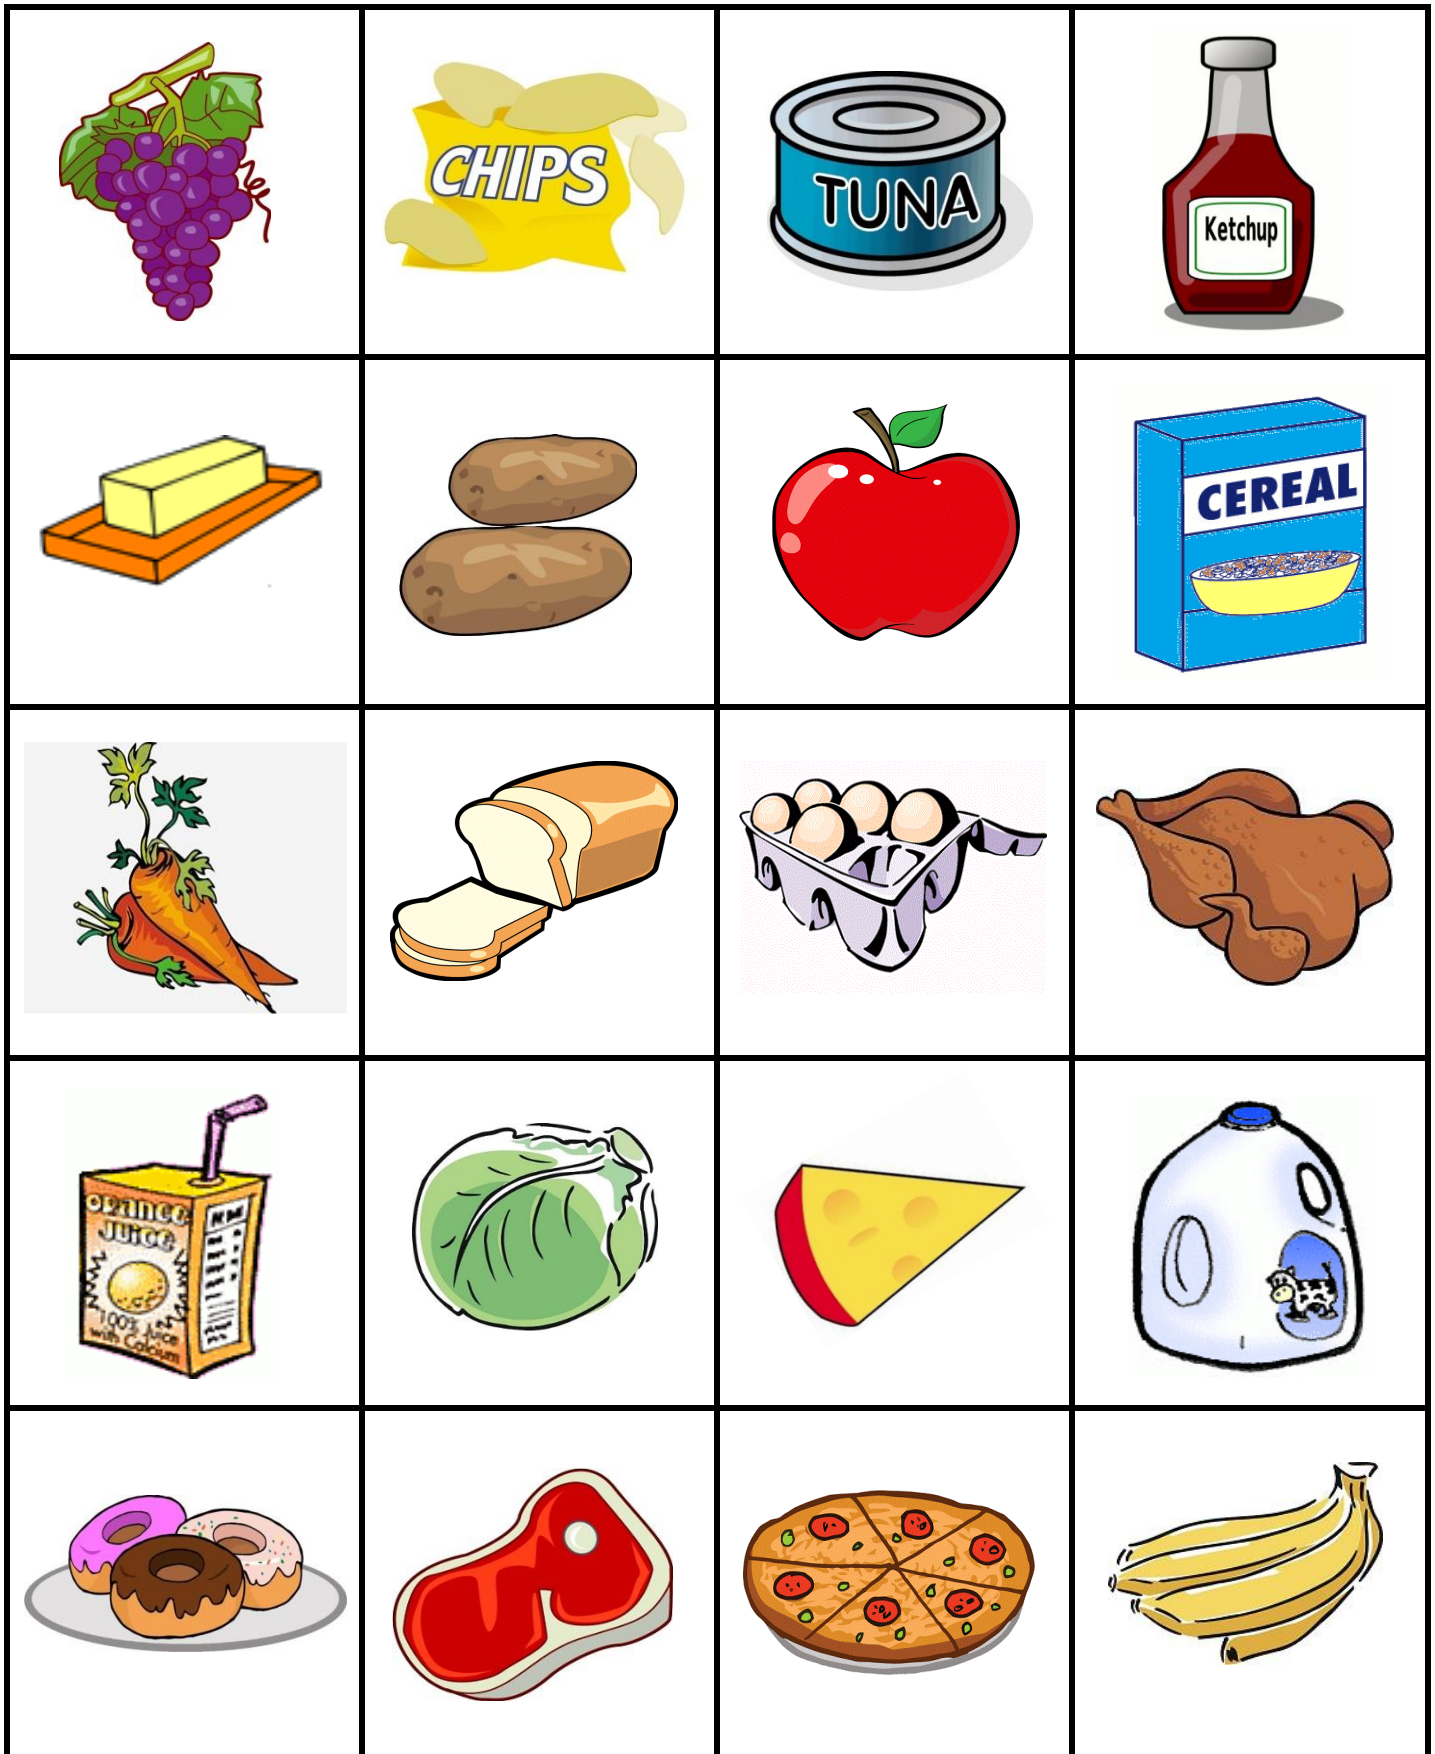 CHIPS
TUNA
Ketchup
CEREAL
ORANGE
JUICE
100% Juice
with Calcium